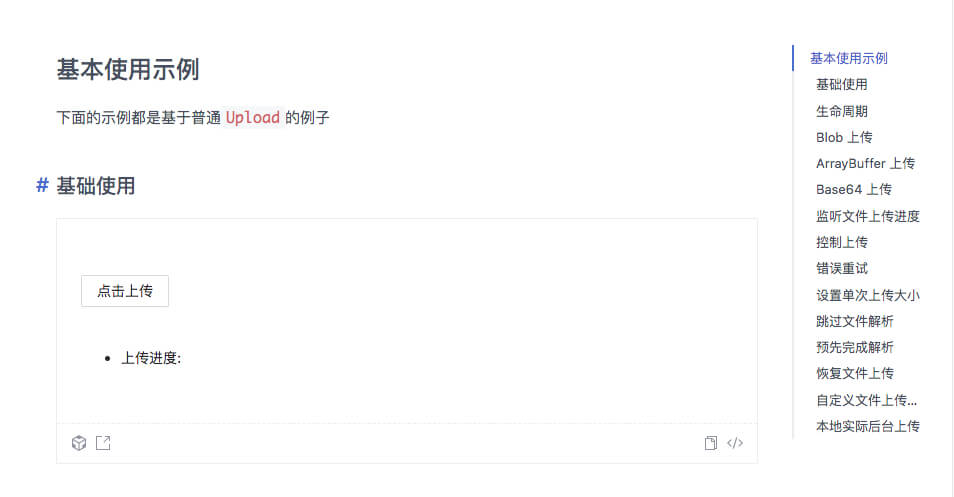 基本使用示例
下面的示例都是基于普通 Upload 的例子
# 基础使用
点击上传
• 上传进度:
</>
基本使用示例
基础使用
生命周期
Blob 上传
ArrayBuffer 上传
Base64 上传
监听文件上传进度
控制上传
错误重试
设置单次上传大小
跳过文件解析
预先完成解析
恢复文件上传
自定义文件上传...
本地实际后台上传